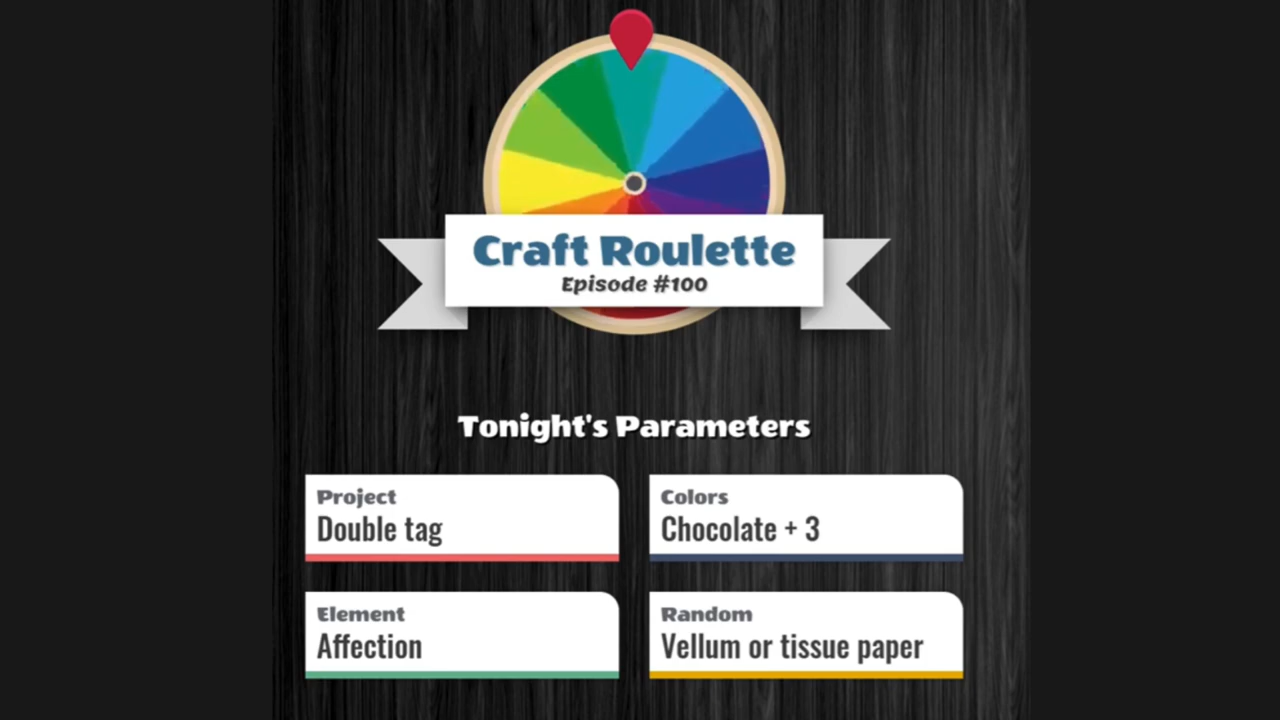 Craft Roulette
Episode #100
Tonight's Parameters
Project
Double tag
Colors
Chocolate + 3
Element
Affection
Random
Vellum or tissue paper